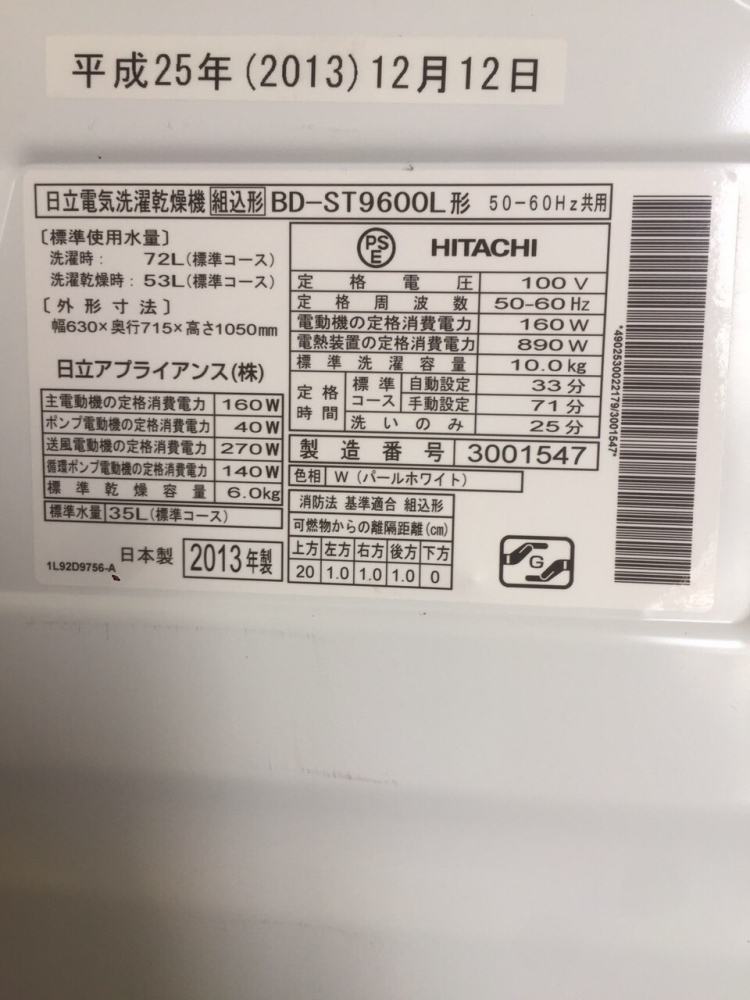 平成25年(2013)12月12日
日立電気洗濯乾燥機 組込形 BD-ST9600L形 50-60Hz共用
〔標準使用水量〕
洗濯時: 72L(標準コース)
洗濯乾燥時: 53L(標準コース)
〔外形寸法〕
幅630×奥行715×高さ1050mm
日立アプライアンス(株)
主電動機の定格消費電力 160W
ポンプ電動機の定格消費電力 40W
送風電動機の定格消費電力 270W
循環ポンプ電動機の定格消費電力 140W
標準乾燥容量 6.0kg
標準水量 35L(標準コース)
日本製 2013年製
1L92D9756-A
PSE HITACHI
定格電圧 100V
定格周波数 50-60Hz
電動機の定格消費電力 160W
電熱装置の定格消費電力 890W
標準洗濯容量 10.0kg
定格時間 標準コース 自動設定 33分
手動設定 71分
洗いのみ 25分
製造番号 3001547
色相 W(パールホワイト)
消防法 基準適合 組込形
可燃物からの離隔距離(cm)
上方 左方 右方 後方 下方
20 1.0 1.0 1.0 0
G
*4902530022179/3001547*